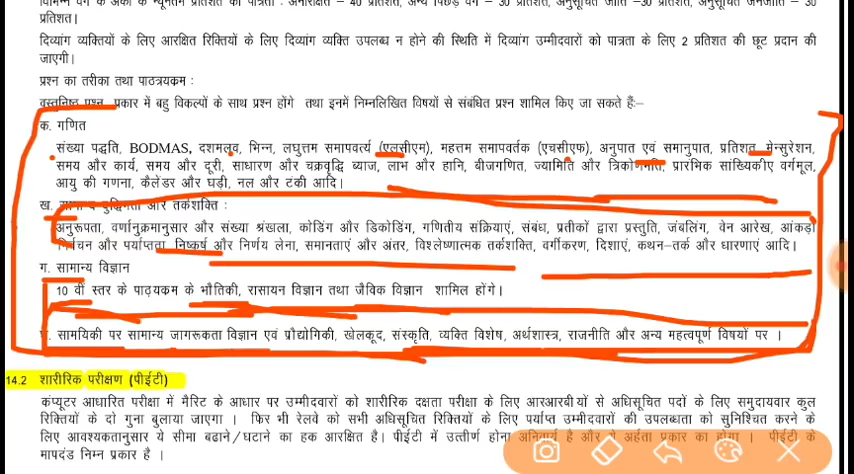 विभिन्न वर्ग के अंकों के न्यूनतम प्रतिशत की पात्रता : अनारक्षित – 40 प्रतिशत, अन्य पिछड़े वर्ग – 30 प्रतिशत, अनुसूचित जाति –30 प्रतिशत, अनुसूचित जनजाति – 30
प्रतिशत।
दिव्यांग व्यक्तियों के लिए आरक्षित रिक्तियों के लिए दिव्यांग व्यक्ति उपलब्ध न होने की स्थिति में दिव्यांग उम्मीदवारों को पात्रता के लिए 2 प्रतिशत की छूट प्रदान की
जाएगी।
प्रश्न का तरीका तथा पाठत्रयक्रम :
वस्तुनिष्ठ प्रश्न प्रकार में बहु विकल्पों के साथ प्रश्न होंगे तथा इनमें निम्नलिखित विषयों से संबंधित प्रश्न शामिल किए जा सकते हैं:–
क. गणित
संख्या पद्धति, BODMAS, दशमलव, भिन्न, लघुत्तम समापवर्त्य (एलसीएम), महत्तम समापवर्तक (एचसीएफ), अनुपात एवं समानुपात, प्रतिशत, मेन्सुरेशन,
समय और कार्य, समय और दूरी, साधारण और चक्रवृद्धि ब्याज, लाभ और हानि, बीजगणित, ज्यामिति और त्रिकोणमिति, प्रारंभिक सांख्यिकीए वर्गमूल,
आयु की गणना, कैलेंडर और घड़ी, नल और टंकी आदि।
ख. सामान्य बुद्धिमता और तर्कशक्ति :
अनुरूपता, वर्णानुक्रमानुसार और संख्या श्रंखला, कोडिंग और डिकोडिंग, गणितीय संक्रियाएं, संबंध, प्रतीकों द्वारा प्रस्तुति, जंबलिंग, वेन आरेख, आंकड़ो
निर्वचन और पर्याप्तता, निष्कर्ष और निर्णय लेना, समानताएं और अंतर, विश्लेष्णात्मक तर्कशक्ति, वर्गीकरण, दिशाएं, कथन–तर्क और धारणाएं आदि।
ग. सामान्य विज्ञान
10 वीं स्तर के पाठ्यकम के भौतिकी, रासायन विज्ञान तथा जैविक विज्ञान शामिल होंगे।
सामयिकी पर सामान्य जागरूकता विज्ञान एवं प्रौद्योगिकी, खेलकूद, संस्कृति, व्यक्ति विशेष, अर्थशास्त्र, राजनीति और अन्य महत्वपूर्ण विषयों पर ।
14.2 शारीरिक परीक्षण (पीईटी)
कंप्यूटर आधारित परीक्षा में मैरिट के आधार पर उम्मीदवारों को शारीरिक दक्षता परीक्षा के लिए आरआरबीयों से अधिसूचित पदों के लिए समुदायवार कुल
रिक्तियों के दो गुना बुलाया जाएगा । फिर भी रेलवे को सभी अधिसूचित रिक्तियों के लिए पर्याप्त उम्मीदवारों की उपलब्धता को सुनिश्चित करने के
लिए आवश्यकतानुसार ये सीमा बढाने/घटाने का हक आरक्षित है। पीईटी में उत्तीर्ण होना अनिवार्य है और ये अर्हता प्रकार का होगा । पीईटी के
मापदंड निम्न प्रकार है ।